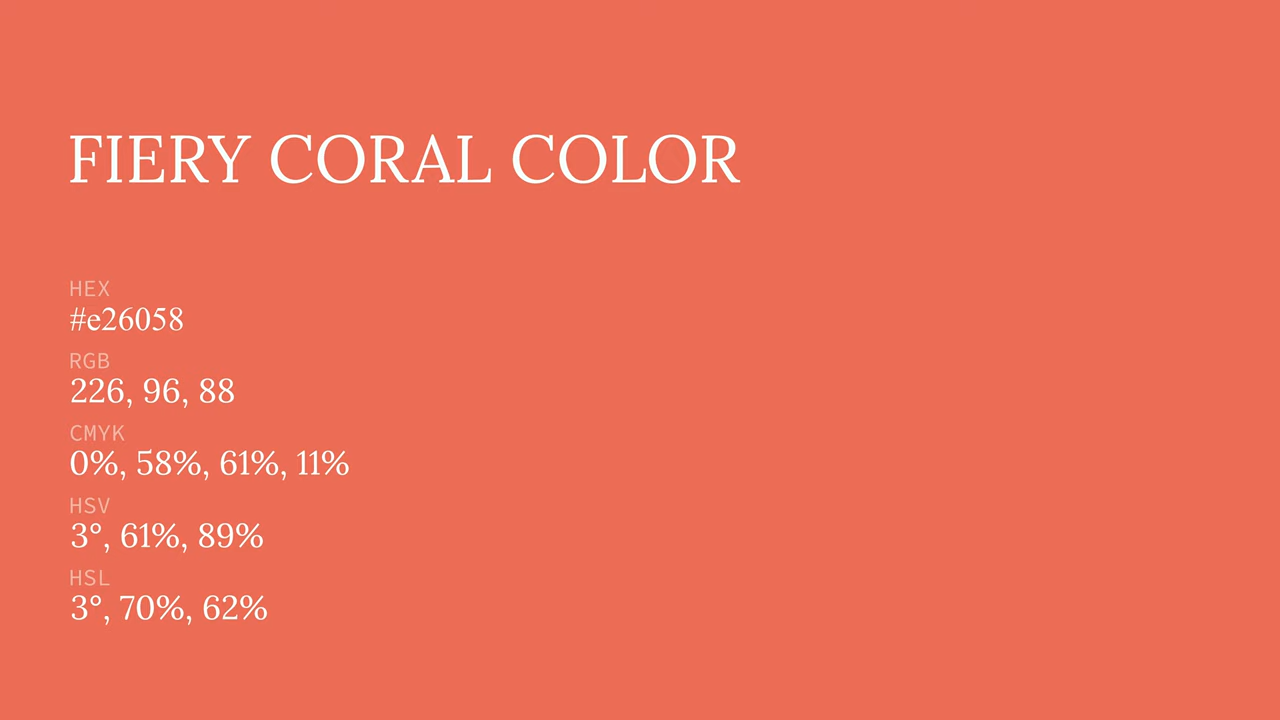 FIERY CORAL COLOR
HEX
#e26058
RGB
226, 96, 88
CMYK
0%, 58%, 61%, 11%
HSV
3°, 61%, 89%
HSL
3°, 70%, 62%